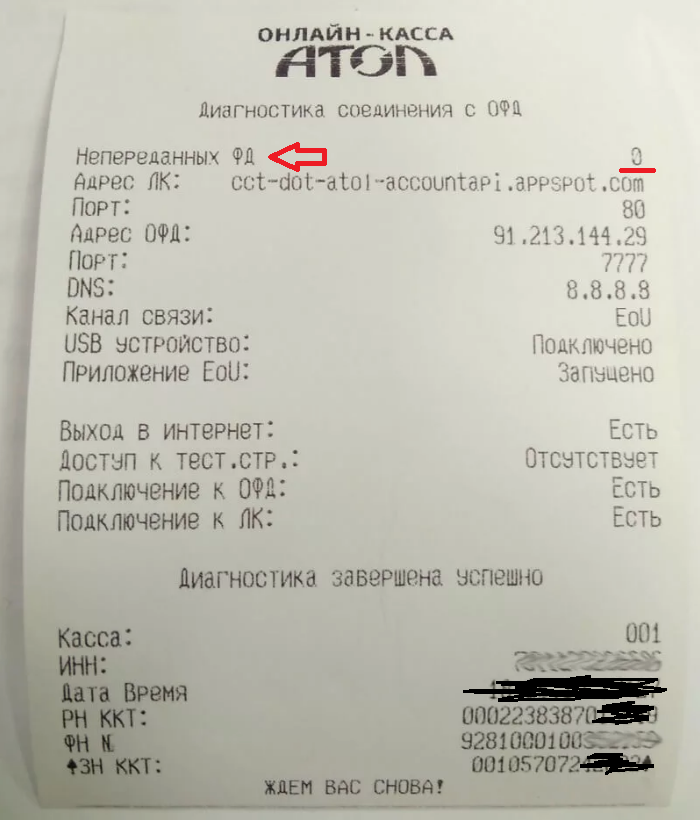 ОНЛАЙН-КАССА
АТОЛ
Диагностика соединения с ОФД
Непереданных ФД 0
Адрес ЛК: cct-dot-atol-accountapi.appspot.com
Порт: 80
Адрес ОФД: 91.213.144.29
Порт: 7777
DNS: 8.8.8.8
Канал связи: EoU
USB устройство: Подключено
Приложение EoU: Запущено
Выход в интернет: Есть
Доступ к тест.стр.: Отсутствует
Подключение к ОФД: Есть
Подключение к ЛК: Есть
Диагностика завершена успешно
Касса: 001
ИНН:
Дата Время
РН ККТ: 00022383870
ФН № 9281000100
ЗН ККТ: 0010570724
ЖДЕМ ВАС СНОВА!